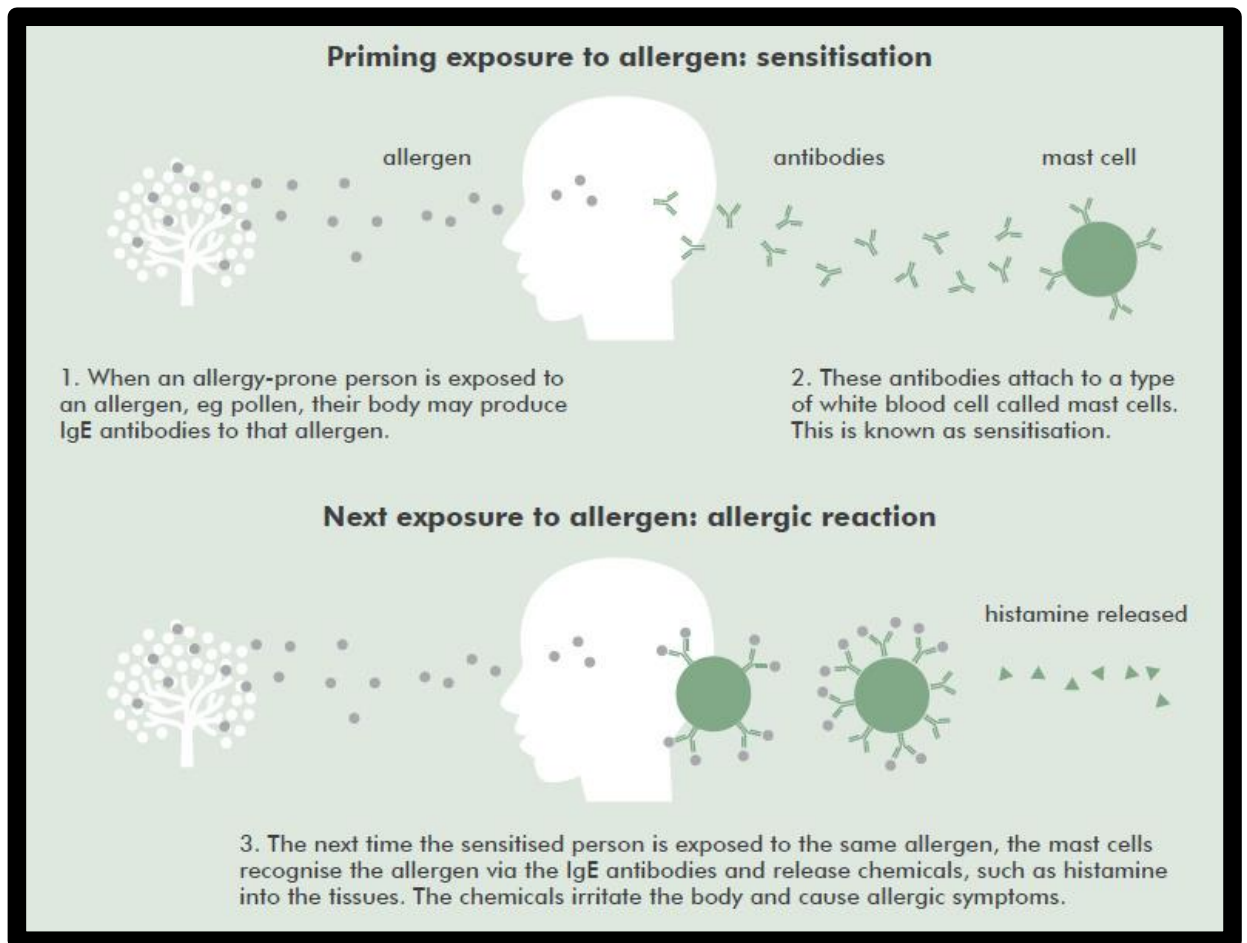 Priming exposure to allergen: sensitisation
allergen
antibodies
mast cell
1. When an allergy-prone person is exposed to
an allergen, eg pollen, their body may produce
IgE antibodies to that allergen.
2. These antibodies attach to a type
of white blood cell called mast cells.
This is known as sensitisation.
Next exposure to allergen: allergic reaction
histamine released
3. The next time the sensitised person is exposed to the same allergen, the mast cells
recognise the allergen via the IgE antibodies and release chemicals, such as histamine
into the tissues. The chemicals irritate the body and cause allergic symptoms.